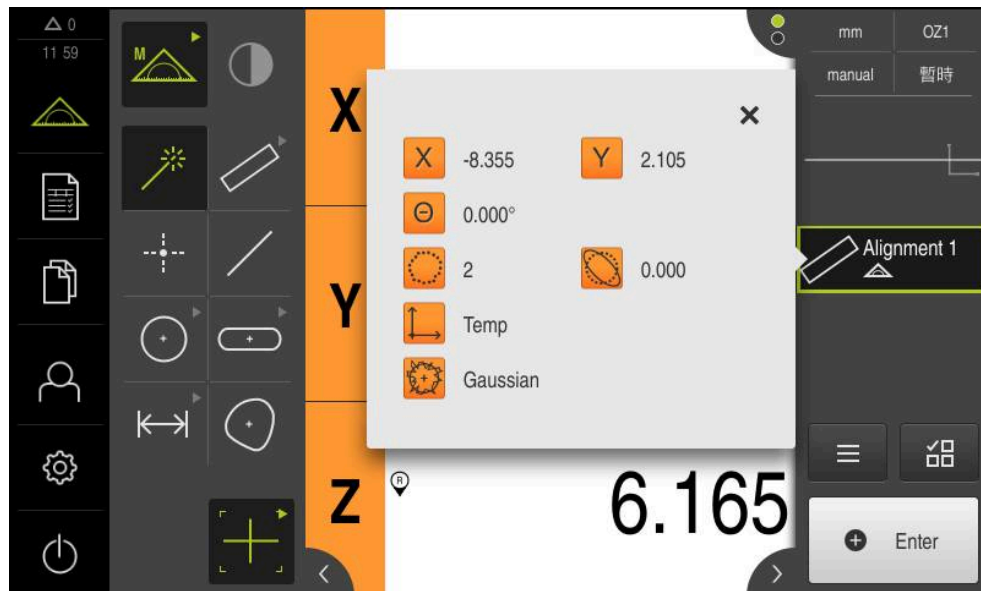 0
11 59
M
X
Y
Z
R
6.165
X -8.355 Y 2.105
Θ 0.000°
2 0.000
Temp
Gaussian
mm OZ1
manual 暫時
Alignment 1
Enter